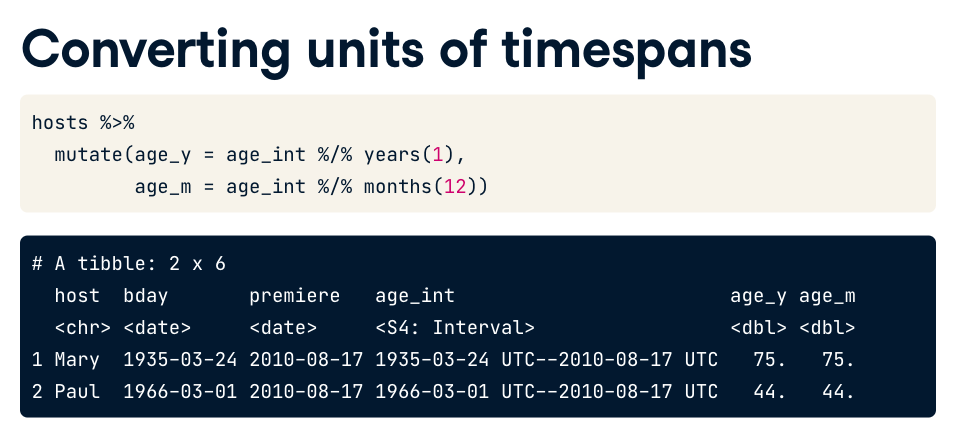 Converting units of timespans
hosts %>%
  mutate(age_y = age_int %/% years(1),
         age_m = age_int %/% months(12))
# A tibble: 2 x 6
  host  bday       premiere   age_int                        age_y age_m
  <chr> <date>     <date>     <S4: Interval>                 <dbl> <dbl>
1 Mary  1935-03-24 2010-08-17 1935-03-24 UTC--2010-08-17 UTC   75.   75.
2 Paul  1966-03-01 2010-08-17 1966-03-01 UTC--2010-08-17 UTC   44.   44.